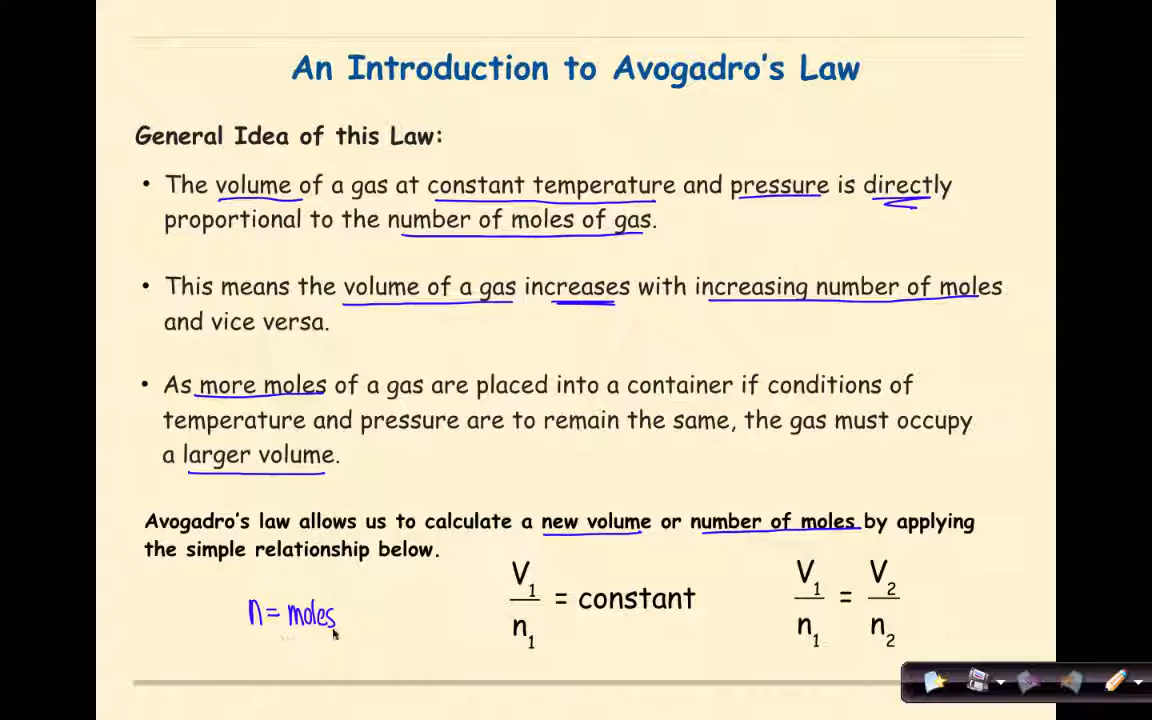 An Introduction to Avogadro's Law
General Idea of this Law:
• The volume of a gas at constant temperature and pressure is directly
proportional to the number of moles of gas.
• This means the volume of a gas increases with increasing number of moles
and vice versa.
• As more moles of a gas are placed into a container if conditions of
temperature and pressure are to remain the same, the gas must occupy
a larger volume.
Avogadro's law allows us to calculate a new volume or number of moles by applying
the simple relationship below.
n = moles
V₁/n₁ = constant
V₁/n₁ = V₂/n₂